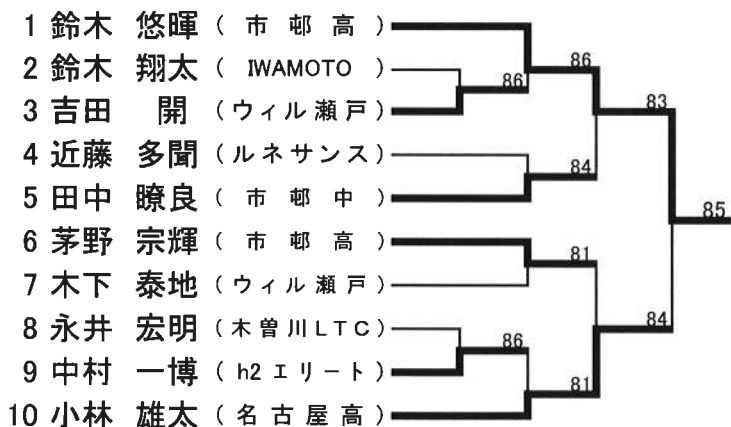 1 鈴木 悠暉 ( 市 邨 高 )
2 鈴木 翔太 ( IWAMOTO )
3 吉田 開 ( ウィル瀬戸 )
4 近藤 多聞 ( ルネサンス )
5 田中 瞭良 ( 市 邨 中 )
6 茅野 宗輝 ( 市 邨 高 )
7 木下 泰地 ( ウィル瀬戸 )
8 永井 宏明 ( 木曽川LTC )
9 中村 一博 ( h2エリート )
10 小林 雄太 ( 名古屋高 )
86
86
83
84
85
81
84
86
81